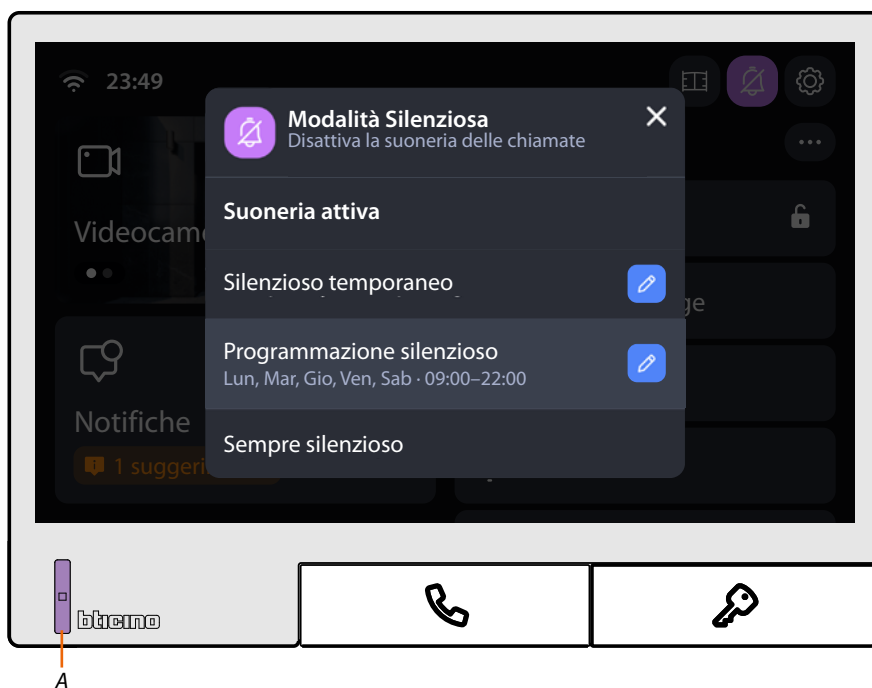 23:49
Modalità Silenziosa
Disattiva la suoneria delle chiamate
Suoneria attiva
Videocam
Silenzioso temporaneo
ge
Programmazione silenzioso
Lun, Mar, Gio, Ven, Sab · 09:00–22:00
Notifiche
Sempre silenzioso
1 suggeri
bticino
A